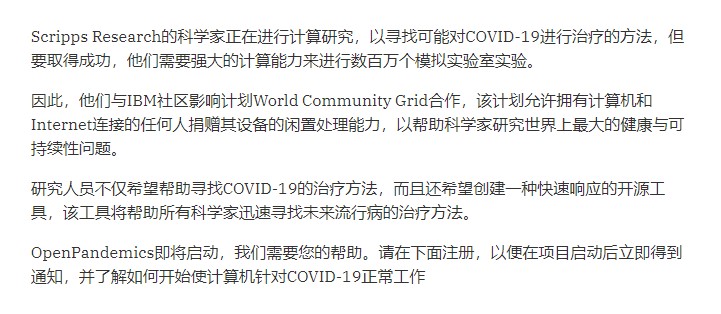 Scripps Research的科学家正在进行计算研究，以寻找可能对COVID-19进行治疗的方法，但
要取得成功，他们需要强大的计算能力来进行数百万个模拟实验室实验。
因此，他们与IBM社区影响计划World Community Grid合作，该计划允许拥有计算机和
Internet连接的任何人捐赠其设备的闲置处理能力，以帮助科学家研究世界上最大的健康与可
持续性问题。
研究人员不仅希望帮助寻找COVID-19的治疗方法，而且还希望创建一种快速响应的开源工
具，该工具将帮助所有科学家迅速寻找未来流行病的治疗方法。
OpenPandemics即将启动，我们需要您的帮助。请在下面注册，以便在项目启动后立即得到
通知，并了解如何开始使计算机针对COVID-19正常工作